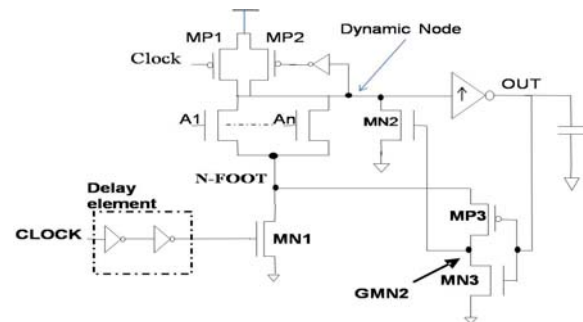 MP1 MP2
Dynamic Node
Clock
OUT
A1 An
MN2
N-FOOT
Delay
element
MP3
CLOCK
MN1
GMN2
MN3